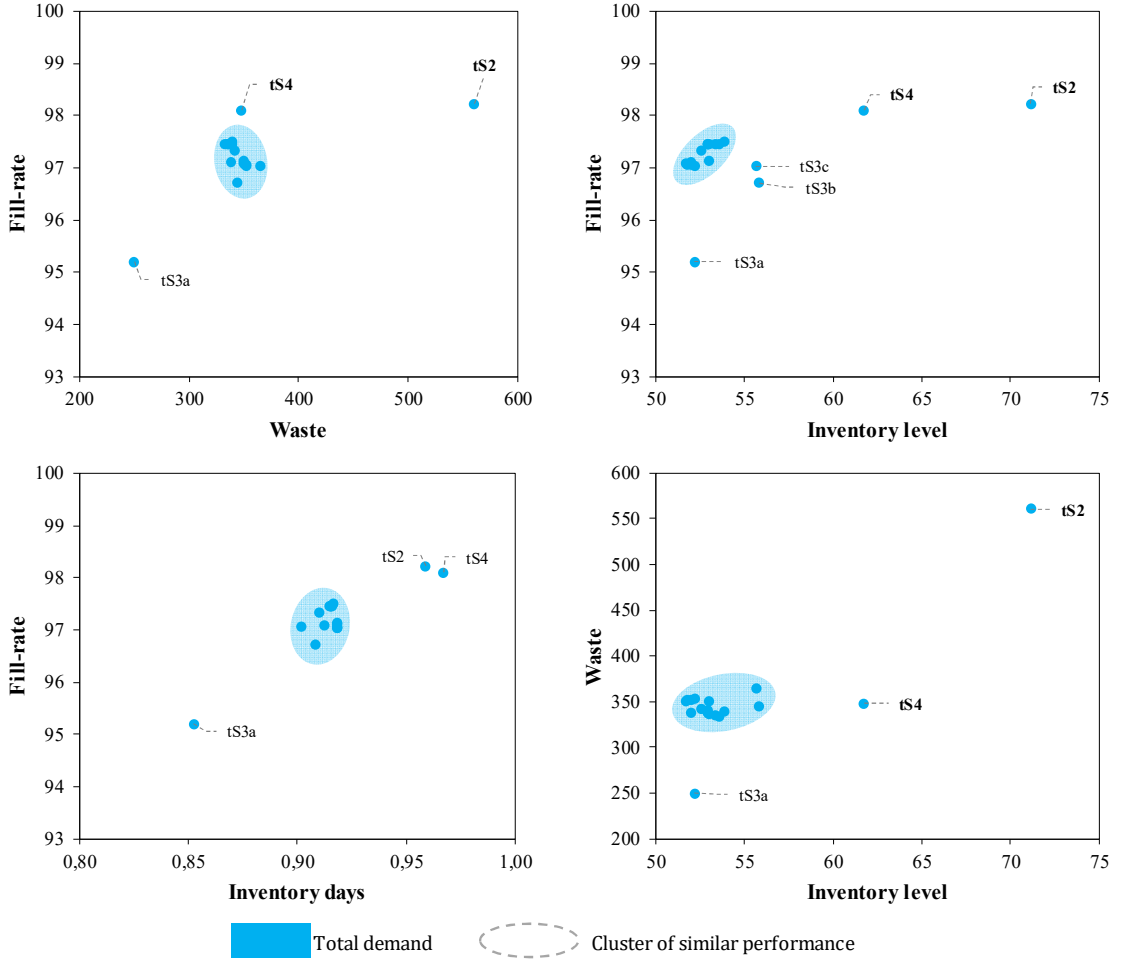 100
99
98
97
96
95
94
93
Fill-rate
tS4
tS2
tS3a
200 300 400 500 600
Waste
100
99
98
97
96
95
94
93
Fill-rate
tS4
tS2
tS3c
tS3b
tS3a
50 55 60 65 70 75
Inventory level
100
99
98
97
96
95
94
93
Fill-rate
tS2 tS4
tS3a
0,80 0,85 0,90 0,95 1,00
Inventory days
600
550
500
450
400
350
300
250
200
Waste
tS2
tS4
tS3a
50 55 60 65 70 75
Inventory level
Total demand Cluster of similar performance